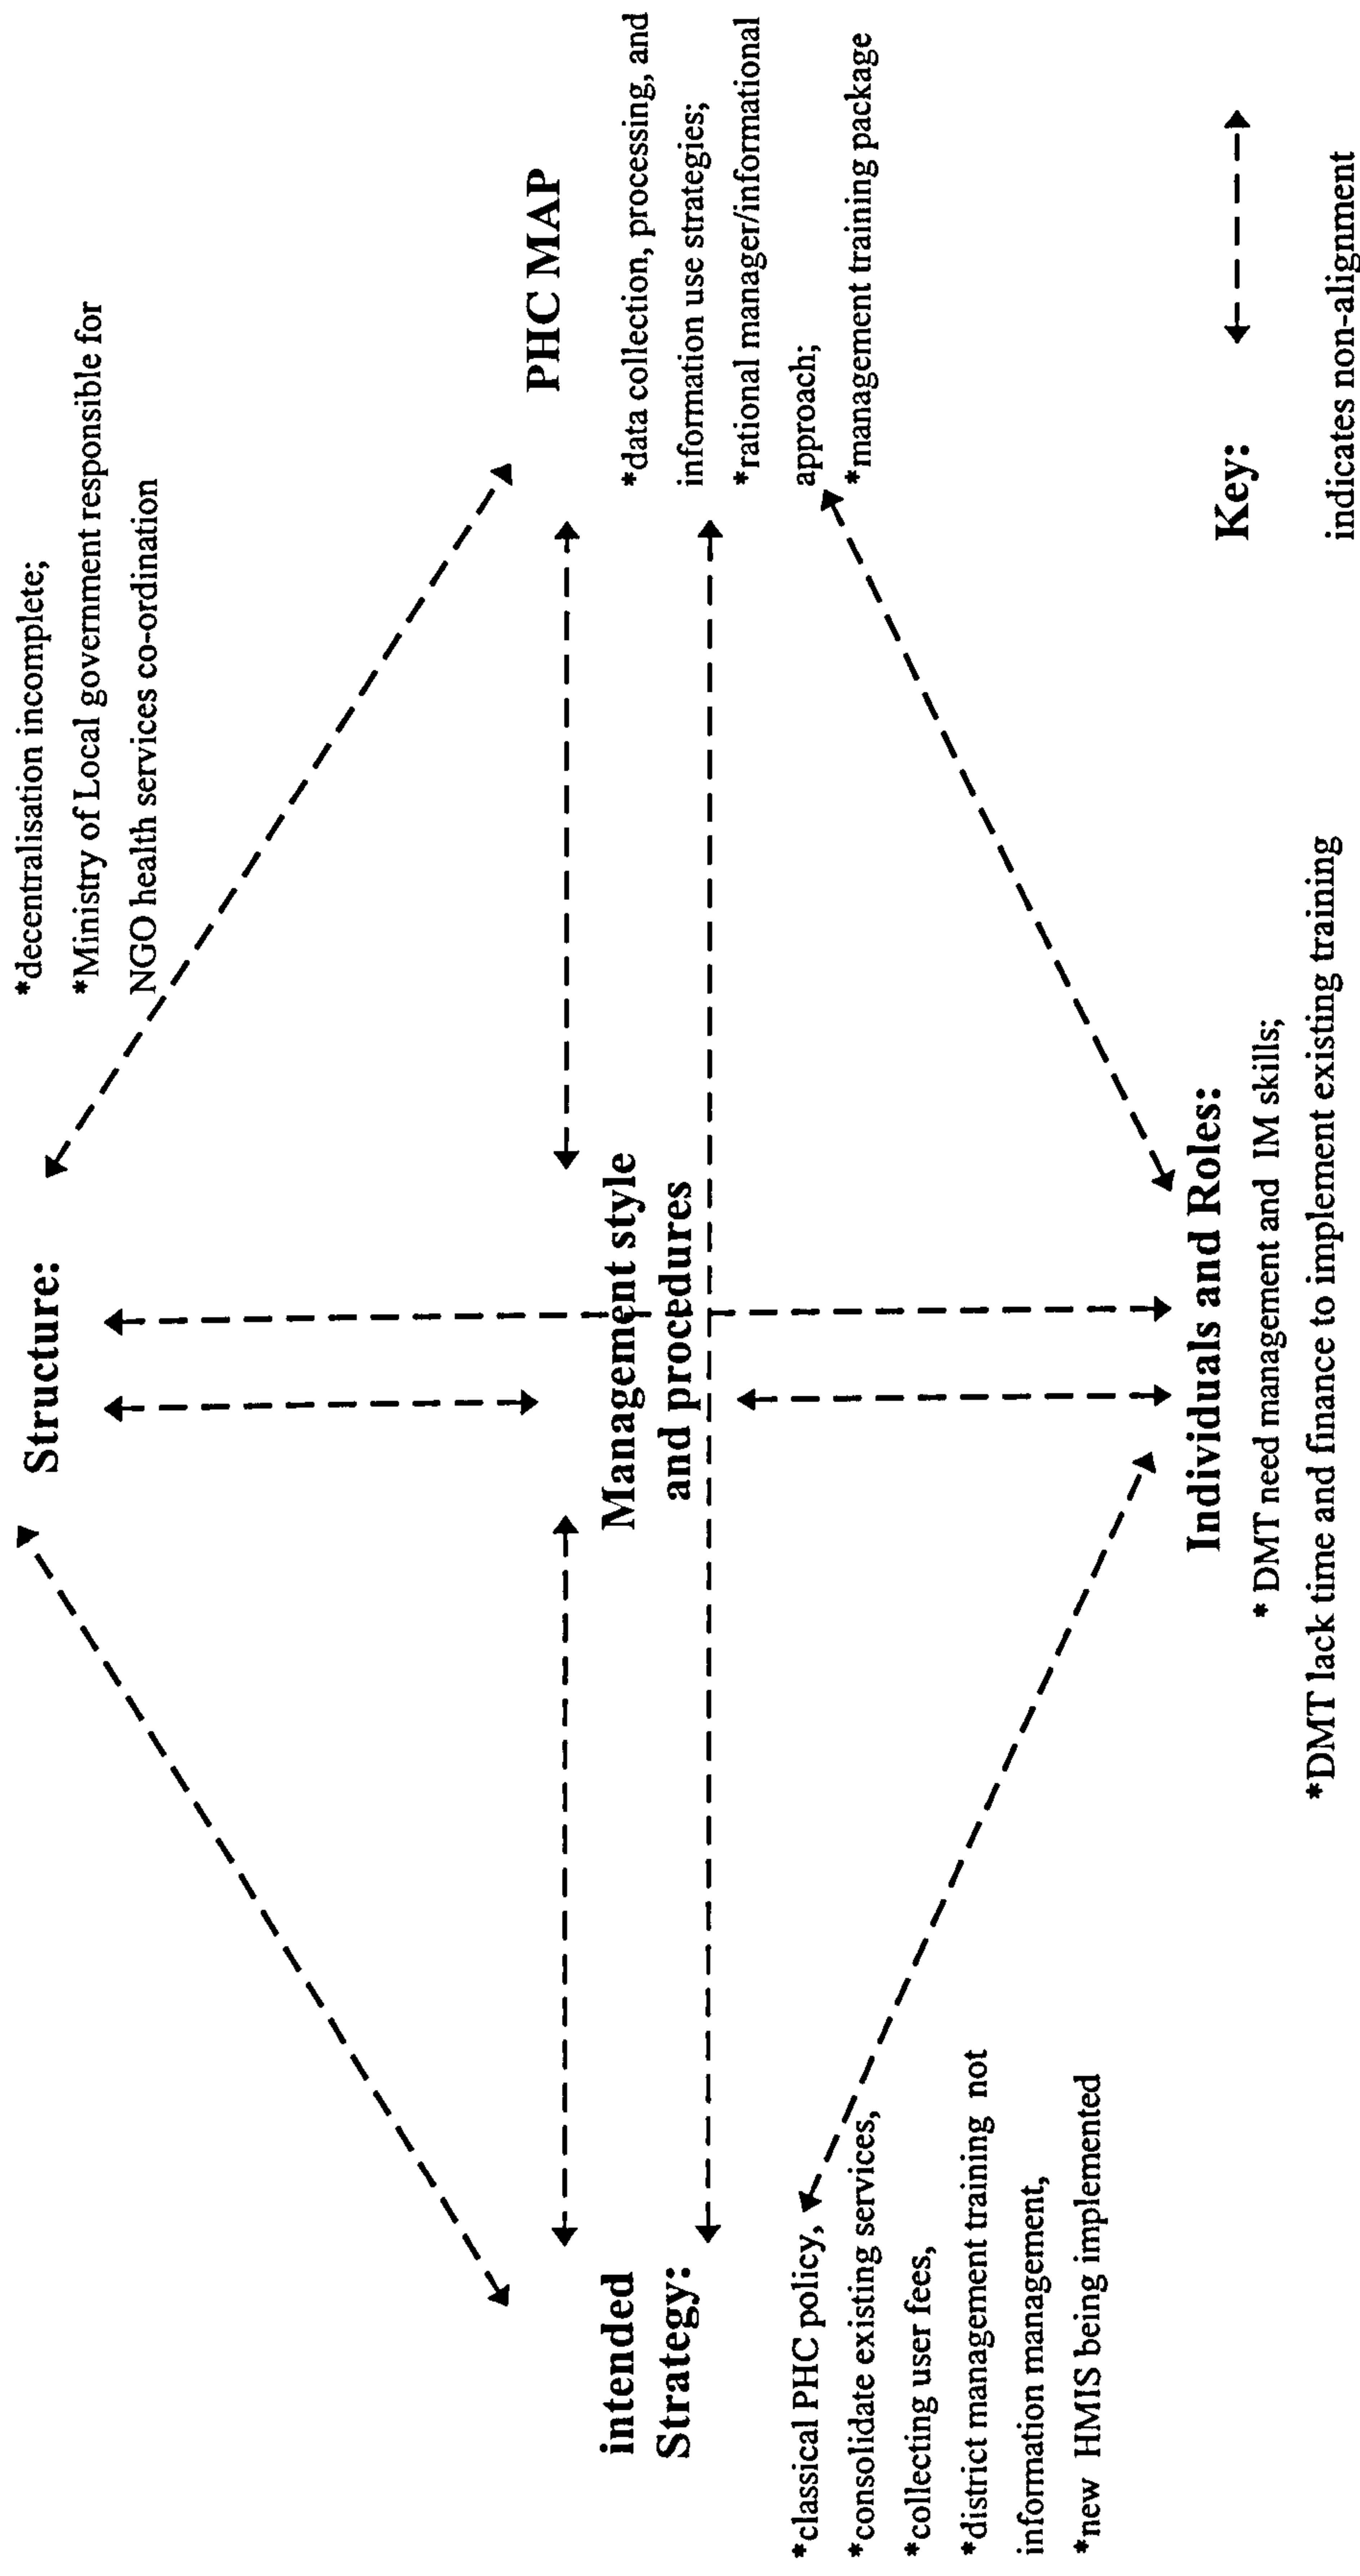 Structure:
*decentralisation incomplete;
*Ministry of Local government responsible for
NGO health services co-ordination
intended
Strategy:
*classical PHC policy,
*consolidate existing services,
*collecting user fees,
*district management training not
information management,
*new HMIS being implemented
Management style
and procedures
PHC MAP
*data collection, processing, and
information use strategies;
*rational manager/informational
approach;
*management training package
Individuals and Roles:
* DMT need management and IM skills;
*DMT lack time and finance to implement existing training
Key:
indicates non-alignment